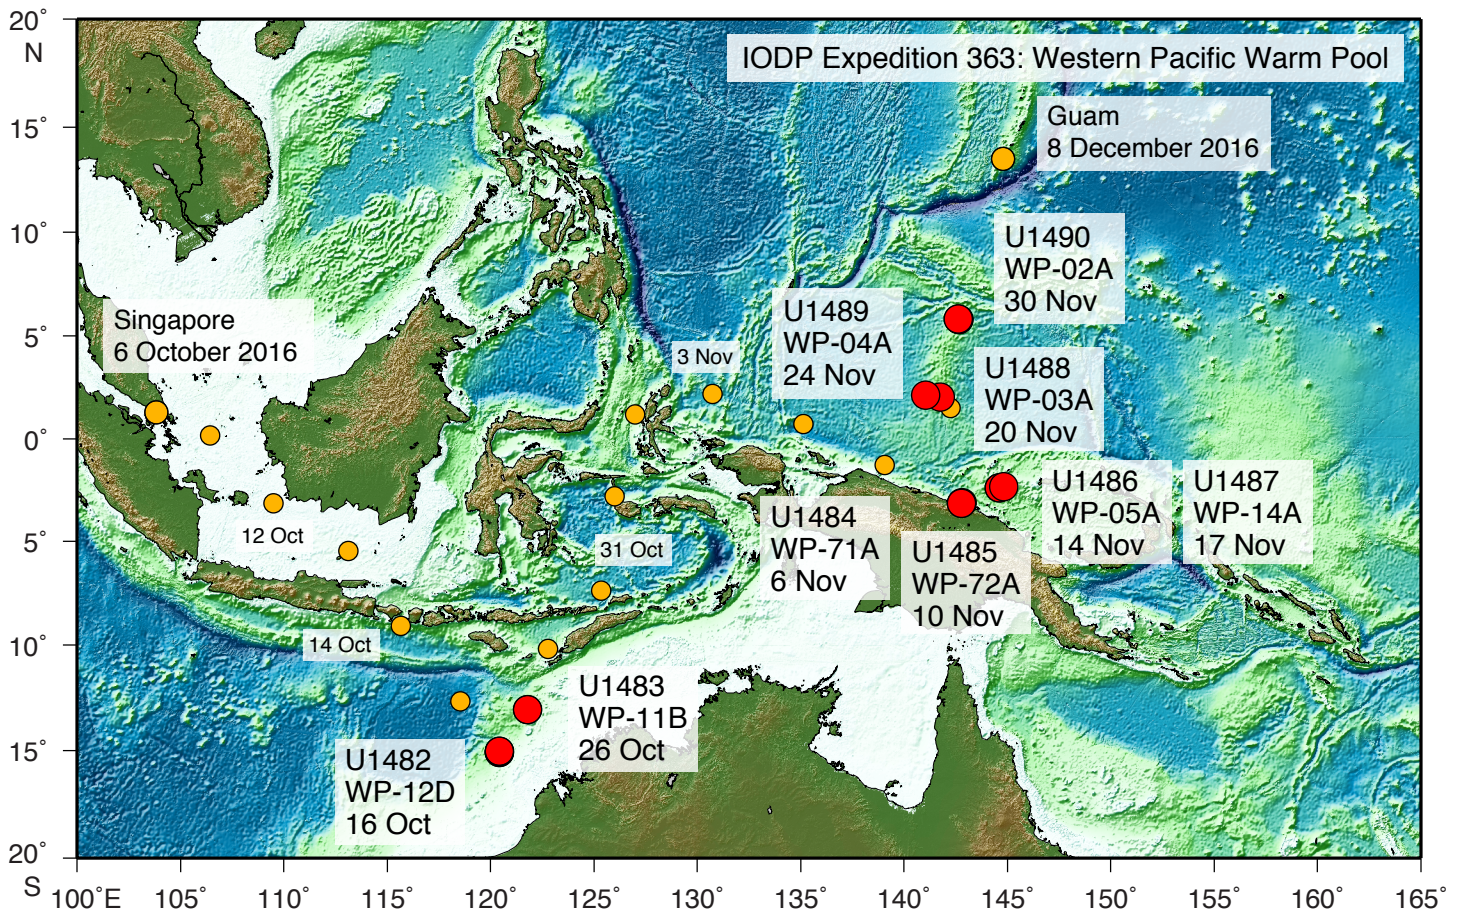 IODP Expedition 363: Western Pacific Warm Pool
Guam
8 December 2016
U1490
WP-02A
30 Nov
U1489
WP-04A
24 Nov
Singapore
6 October 2016
3 Nov
U1488
WP-03A
20 Nov
U1486
WP-05A
14 Nov
U1487
WP-14A
17 Nov
U1484
WP-71A
6 Nov
U1485
WP-72A
10 Nov
12 Oct
31 Oct
14 Oct
U1483
WP-11B
26 Oct
U1482
WP-12D
16 Oct
20˚
N
15˚
10˚
5˚
0˚
5˚
10˚
15˚
20˚
S
100˚E
105˚
110˚
115˚
120˚
125˚
130˚
135˚
140˚
145˚
150˚
155˚
160˚
165˚